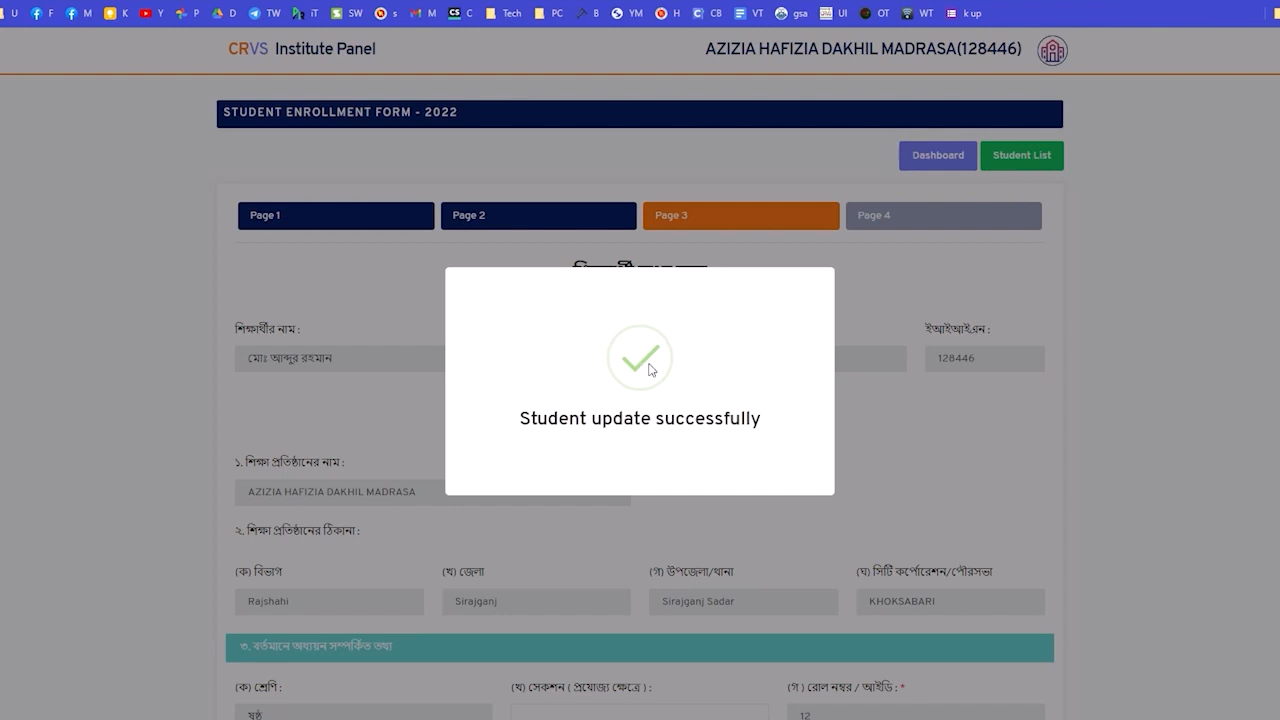 U F M K P D TW iT SW s M C Tech PC B YM H CB VT gsa UI OT WT k up
CRVS Institute Panel
AZIZIA HAFIZIA DAKHIL MADRASA(128446)
STUDENT ENROLLMENT FORM - 2022
Dashboard Student List
Page 1 Page 2 Page 3 Page 4
শিক্ষার্থীর নাম : ইআইআইএন :
মোঃ আব্দুর রহমান 128446
Student update successfully
১. শিক্ষা প্রতিষ্ঠানের নাম :
AZIZIA HAFIZIA DAKHIL MADRASA
২. শিক্ষা প্রতিষ্ঠানের ঠিকানা :
(ক) বিভাগ (খ) জেলা (গ) উপজেলা/থানা (ঘ) সিটি কর্পোরেশন/পৌরসভা
Rajshahi Sirajganj Sirajganj Sadar KHOKSABARI
৩. বর্তমানে অধ্যয়ন সম্পর্কিত তথ্য
(ক) শ্রেণি : (খ) সেকশন ( প্রযোজ্য ক্ষেত্রে ) : (গ ) রোল নম্বর / আইডি : *
ষষ্ঠ 12